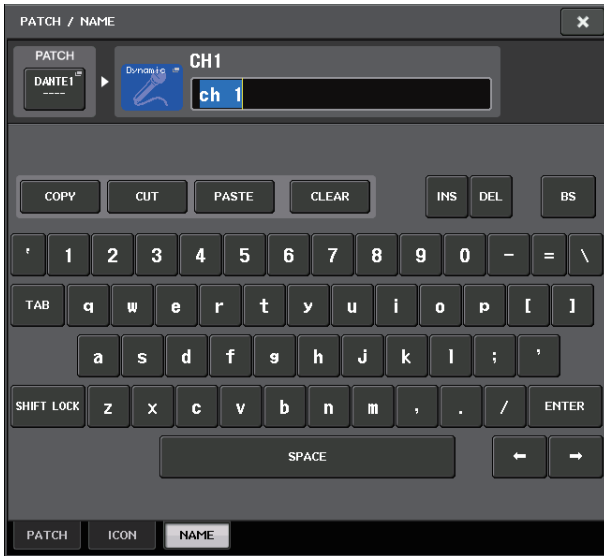 PATCH / NAME
PATCH
DANTE1
----
Dynamic
CH1
ch 1
COPY CUT PASTE CLEAR INS DEL BS
' 1 2 3 4 5 6 7 8 9 0 - = \
TAB q w e r t y u i o p [ ]
a s d f g h j k l ; '
SHIFT LOCK z x c v b n m , . / ENTER
SPACE ← →
PATCH ICON NAME